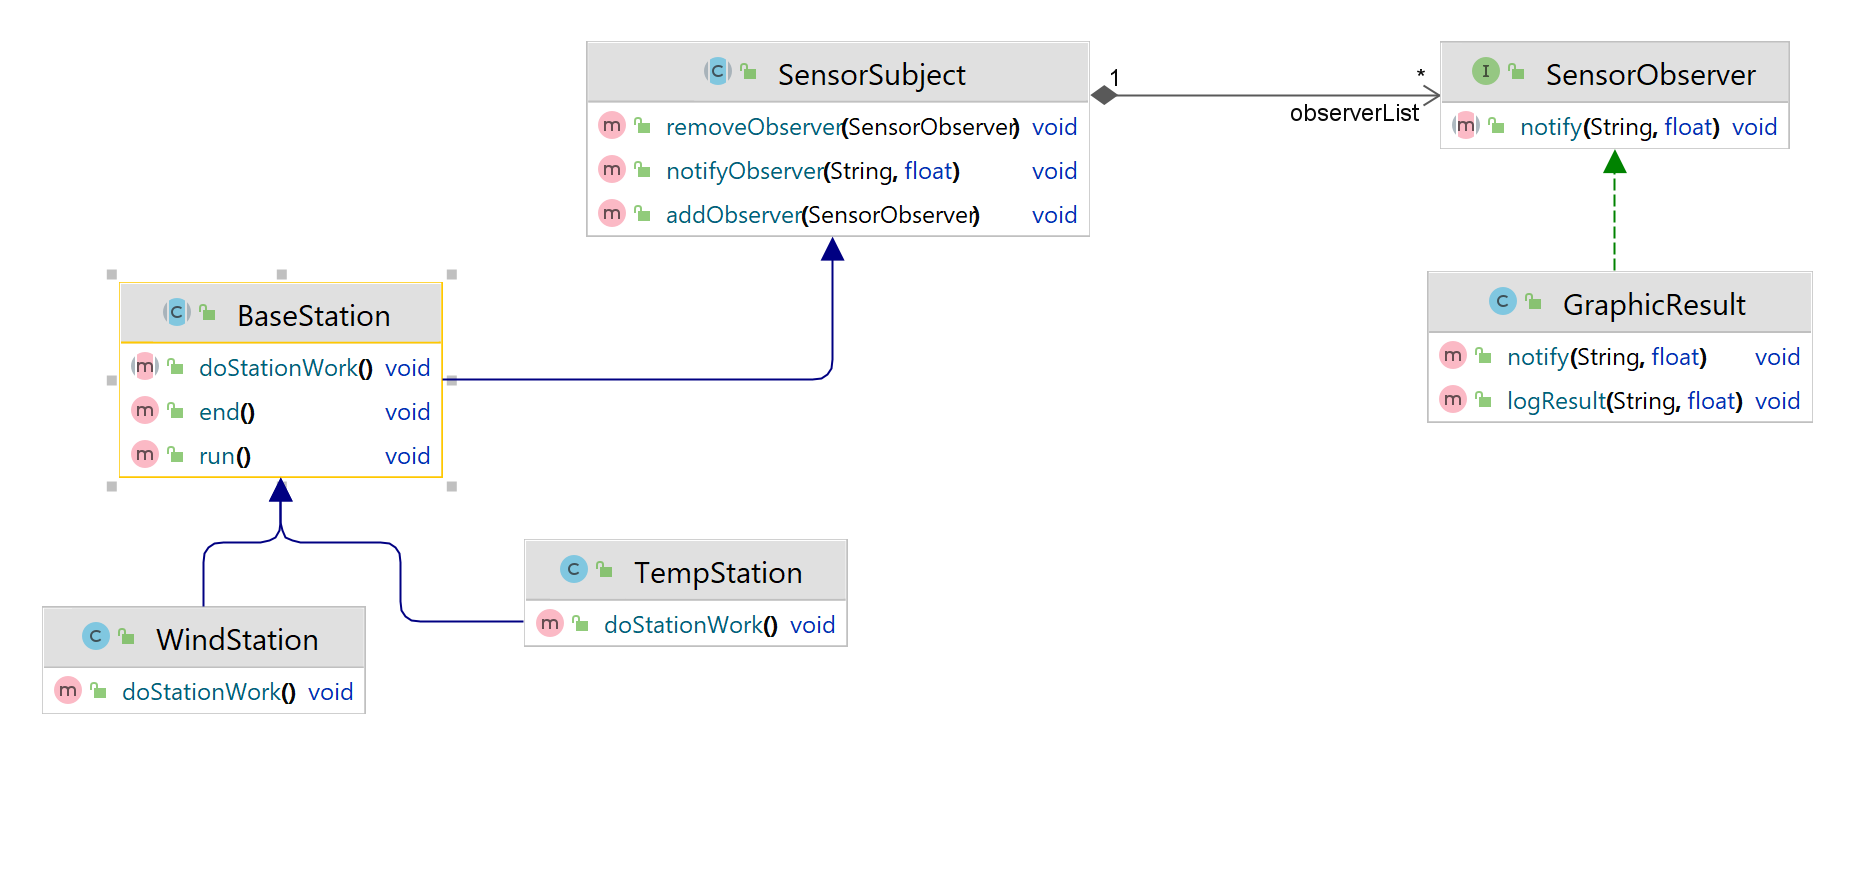 C SensorSubject
m removeObserver(SensorObserver) void
m notifyObserver(String, float) void
m addObserver(SensorObserver) void
1
*
observerList
I SensorObserver
m notify(String, float) void
C BaseStation
m doStationWork() void
m end() void
m run() void
C GraphicResult
m notify(String, float) void
m logResult(String, float) void
C TempStation
m doStationWork() void
C WindStation
m doStationWork() void